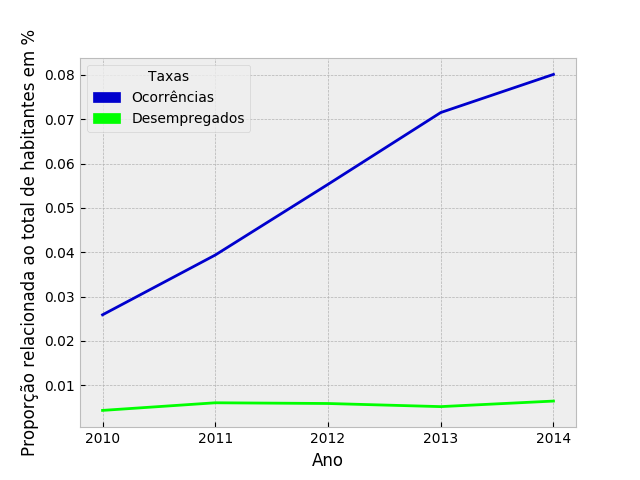 Proporção relacionada ao total de habitantes em %
0.08
0.07
0.06
0.05
0.04
0.03
0.02
0.01
Taxas
Ocorrências
Desempregados
2010 2011 2012 2013 2014
Ano